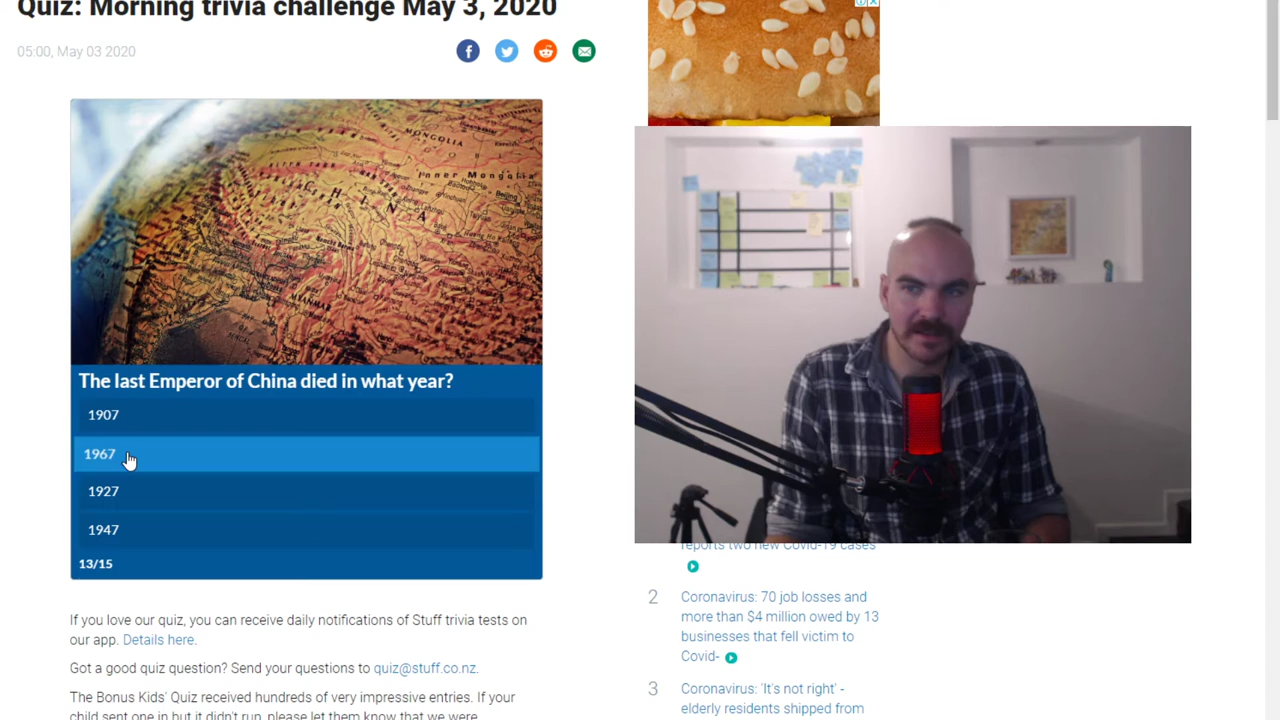 Quiz: Morning trivia challenge May 3, 2020
05:00, May 03 2020
MONGOLIA
Inner Mongolia
Beijing
CHINA
MYANMAR
The last Emperor of China died in what year?
1907
1967
1927
1947
13/15
If you love our quiz, you can receive daily notifications of Stuff trivia tests on
our app. Details here.
Got a good quiz question? Send your questions to quiz@stuff.co.nz.
The Bonus Kids' Quiz received hundreds of very impressive entries. If your
child sent one in but it didn't run, please let them know that we were
reports two new Covid-19 cases
2
Coronavirus: 70 job losses and
more than $4 million owed by 13
businesses that fell victim to
Covid-
3
Coronavirus: 'It's not right' -
elderly residents shipped from